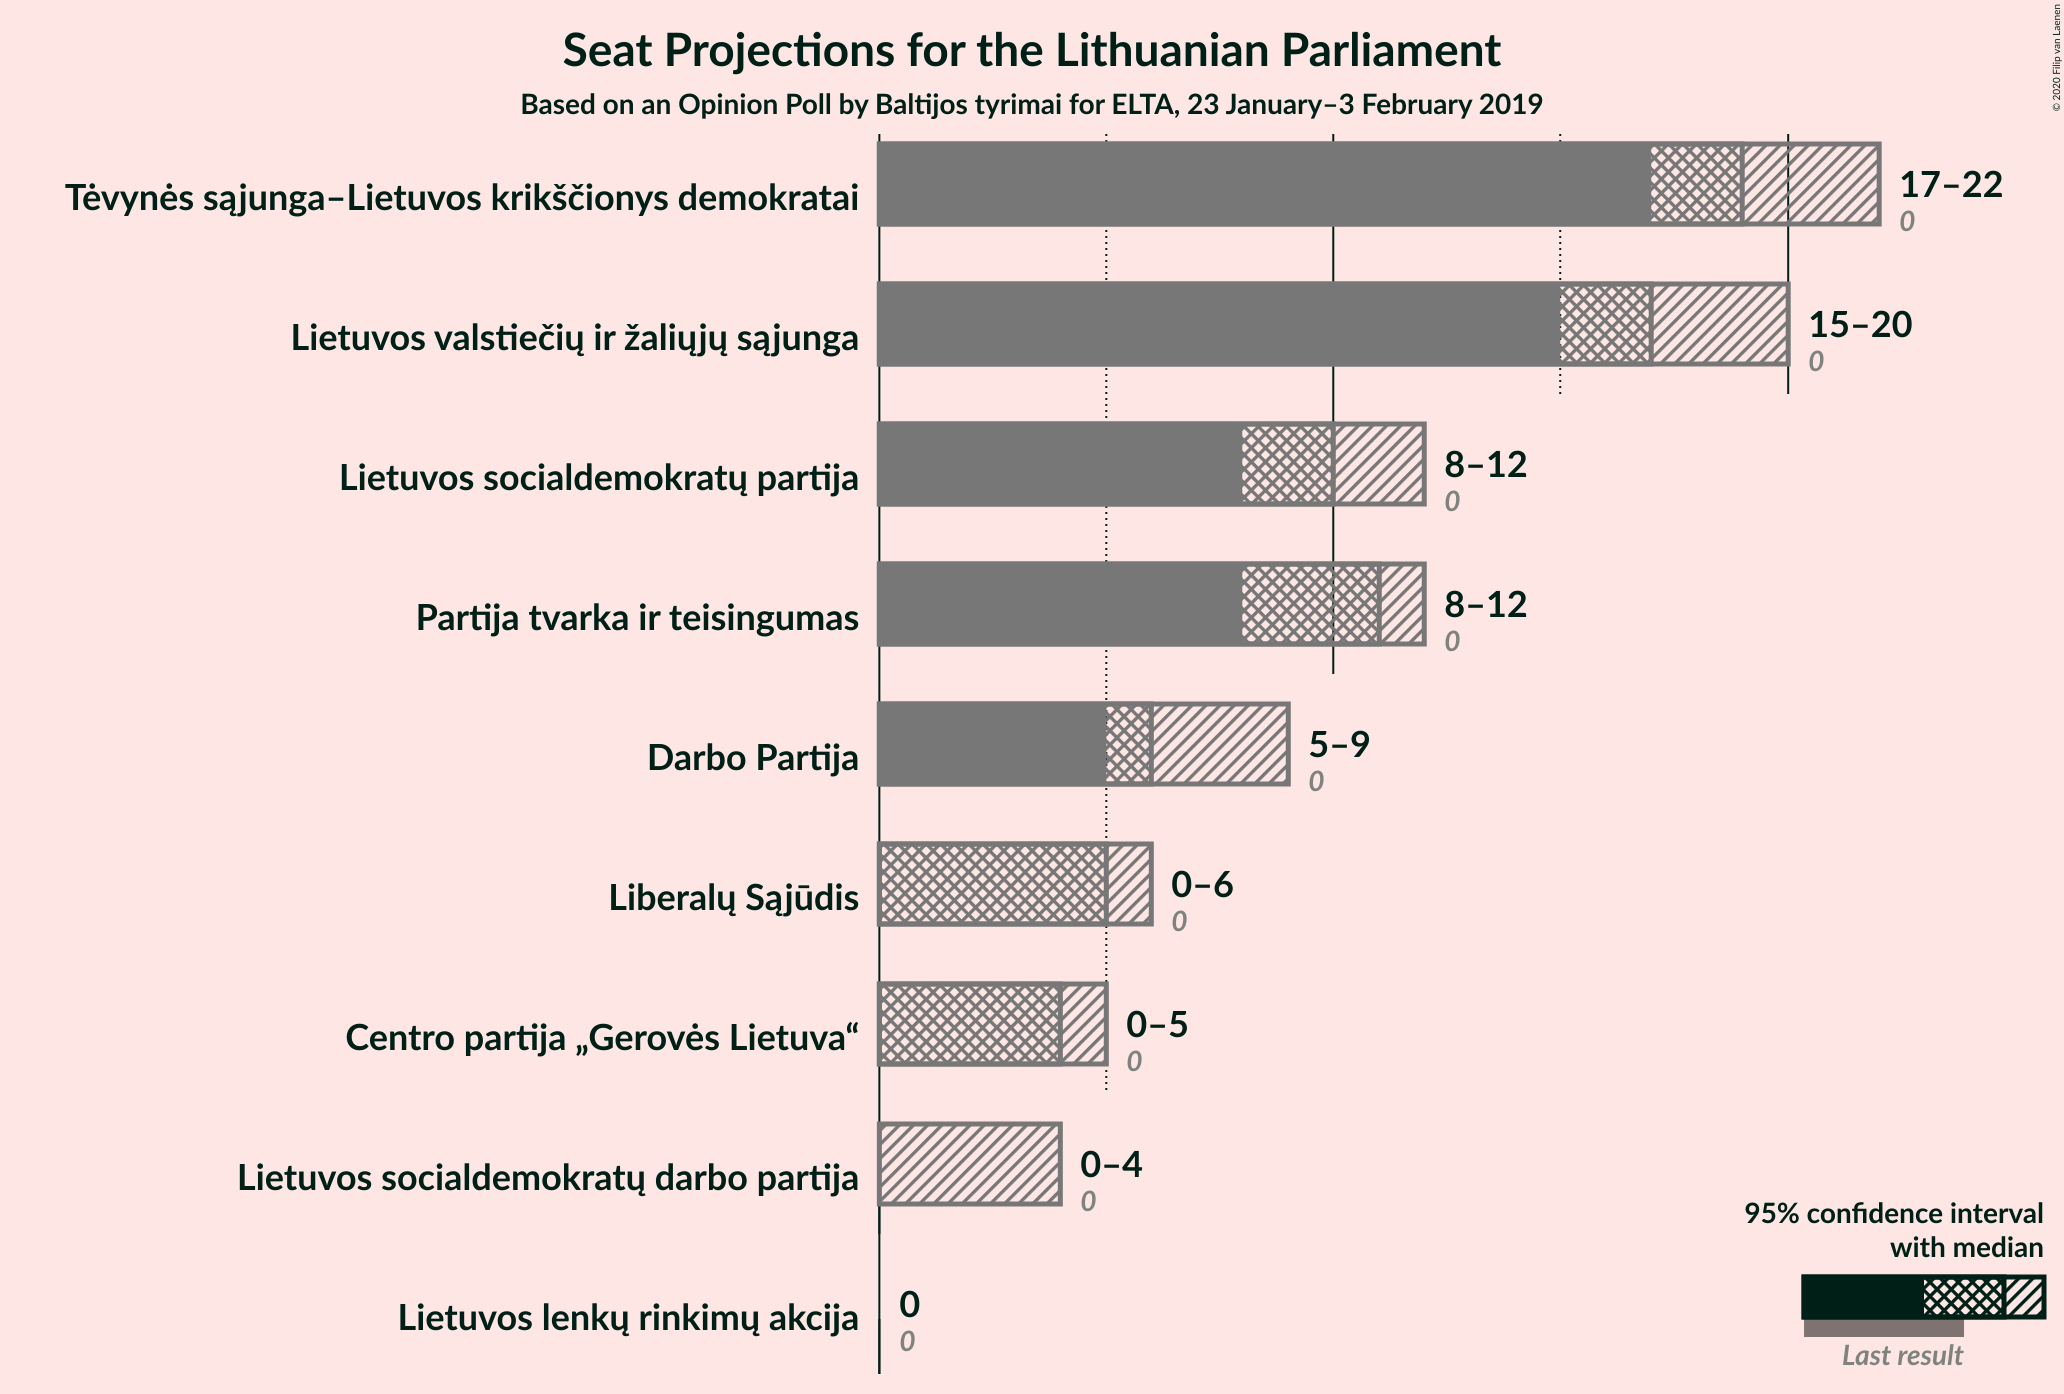 Seat Projections for the Lithuanian Parliament
Based on an Opinion Poll by Baltijos tyrimai for ELTA, 23 January–3 February 2019
© 2020 Filip van Laenen
Tėvynės sąjunga–Lietuvos krikščionys demokratai
17–22
0
Lietuvos valstiečių ir žaliųjų sąjunga
15–20
0
Lietuvos socialdemokratų partija
8–12
0
Partija tvarka ir teisingumas
8–12
0
Darbo Partija
5–9
0
Liberalų Sąjūdis
0–6
0
Centro partija „Gerovės Lietuva“
0–5
0
Lietuvos socialdemokratų darbo partija
0–4
0
Lietuvos lenkų rinkimų akcija
0
0
95% confidence interval
with median
Last result